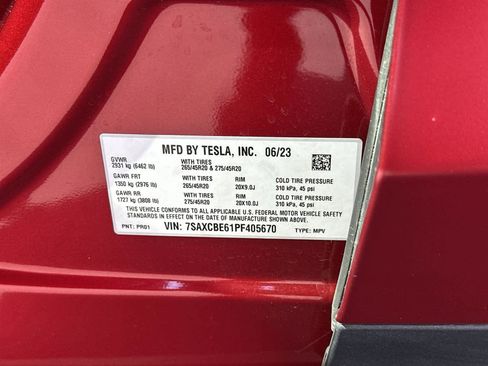 MFD BY TESLA, INC. 06/23
GVWR WITH TIRES
2931 kg (6462 lb) 265/45R20 & 275/45R20
GAWR FRT WITH TIRES RIM COLD TIRE PRESSURE
1350 kg (2976 lb) 265/45R20 20X9.0J 310 kPa, 45 psi
GAWR RR WITH TIRES RIM COLD TIRE PRESSURE
1727 kg (3808 lb) 275/45R20 20X10.0J 310 kPa, 45 psi
THIS VEHICLE CONFORMS TO ALL APPLICABLE U.S. FEDERAL MOTOR VEHICLE SAFETY
STANDARDS IN EFFECT ON THE DATE OF MANUFACTURE SHOWN ABOVE.
PNT: PR01 VIN: 7SAXCBE61PF405670 TYPE: MPV